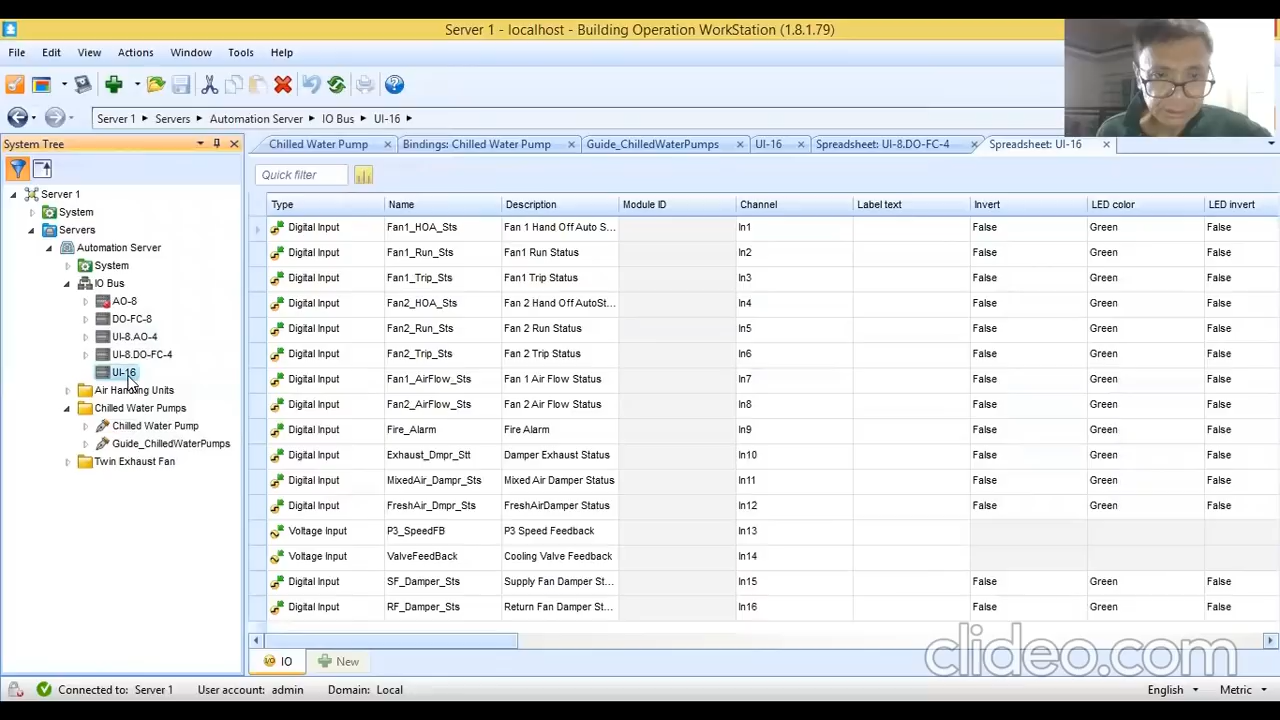 Server 1 - localhost - Building Operation WorkStation (1.8.1.79)
File Edit View Actions Window Tools Help
Server 1 Servers Automation Server IO Bus UI-16
System Tree
Chilled Water Pump Bindings: Chilled Water Pump Guide_ChilledWaterPumps UI-16 Spreadsheet: UI-8.DO-FC-4 Spreadsheet: UI-16
Server 1
System
Servers
Automation Server
System
IO Bus
AO-8
DO-FC-8
UI-8.AO-4
UI-8.DO-FC-4
UI-16
Air Handling Units
Chilled Water Pumps
Chilled Water Pump
Guide_ChilledWaterPumps
Twin Exhaust Fan
Quick filter
Type Name Description Module ID Channel Label text Invert LED color LED invert
Digital Input Fan1_HOA_Sts Fan 1 Hand Off Auto S... In1 False Green False
Digital Input Fan1_Run_Sts Fan1 Run Status In2 False Green False
Digital Input Fan1_Trip_Sts Fan1 Trip Status In3 False Green False
Digital Input Fan2_HOA_Sts Fan 2 Hand Off AutoSt... In4 False Green False
Digital Input Fan2_Run_Sts Fan 2 Run Status In5 False Green False
Digital Input Fan2_Trip_Sts Fan 2 Trip Status In6 False Green False
Digital Input Fan1_AirFlow_Sts Fan 1 Air Flow Status In7 False Green False
Digital Input Fan2_AirFlow_Sts Fan 2 Air Flow Status In8 False Green False
Digital Input Fire_Alarm Fire Alarm In9 False Green False
Digital Input Exhaust_Dmpr_Stt Damper Exhaust Status In10 False Green False
Digital Input MixedAir_Dampr_Sts Mixed Air Damper Status In11 False Green False
Digital Input FreshAir_Dmpr_Sts FreshAirDamper Status In12 False Green False
Voltage Input P3_SpeedFB P3 Speed Feedback In13
Voltage Input ValveFeedBack Cooling Valve Feedback In14
Digital Input SF_Damper_Sts Supply Fan Damper St... In15 False Green False
Digital Input RF_Damper_Sts Return Fan Damper St... In16 False Green False
IO New
clideo.com
Connected to: Server 1 User account: admin Domain: Local English Metric